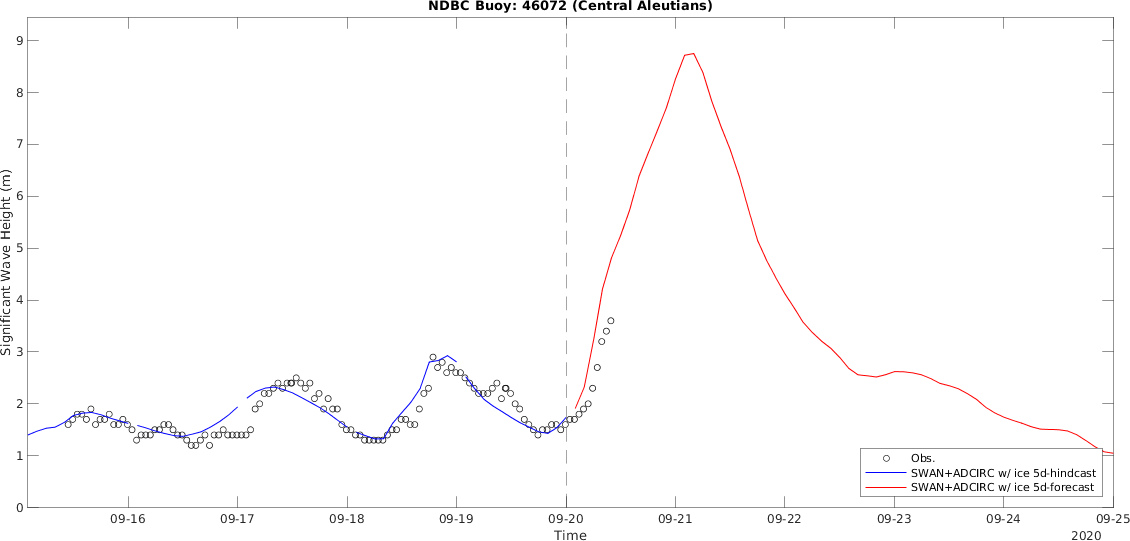 NDBC Buoy: 46072 (Central Aleutians)
Significant Wave Height (m)
9
8
7
6
5
4
3
2
1
0
Obs.
SWAN+ADCIRC w/ ice 5d-hindcast
SWAN+ADCIRC w/ ice 5d-forecast
09-16 09-17 09-18 09-19 09-20 09-21 09-22 09-23 09-24 09-25
Time
2020